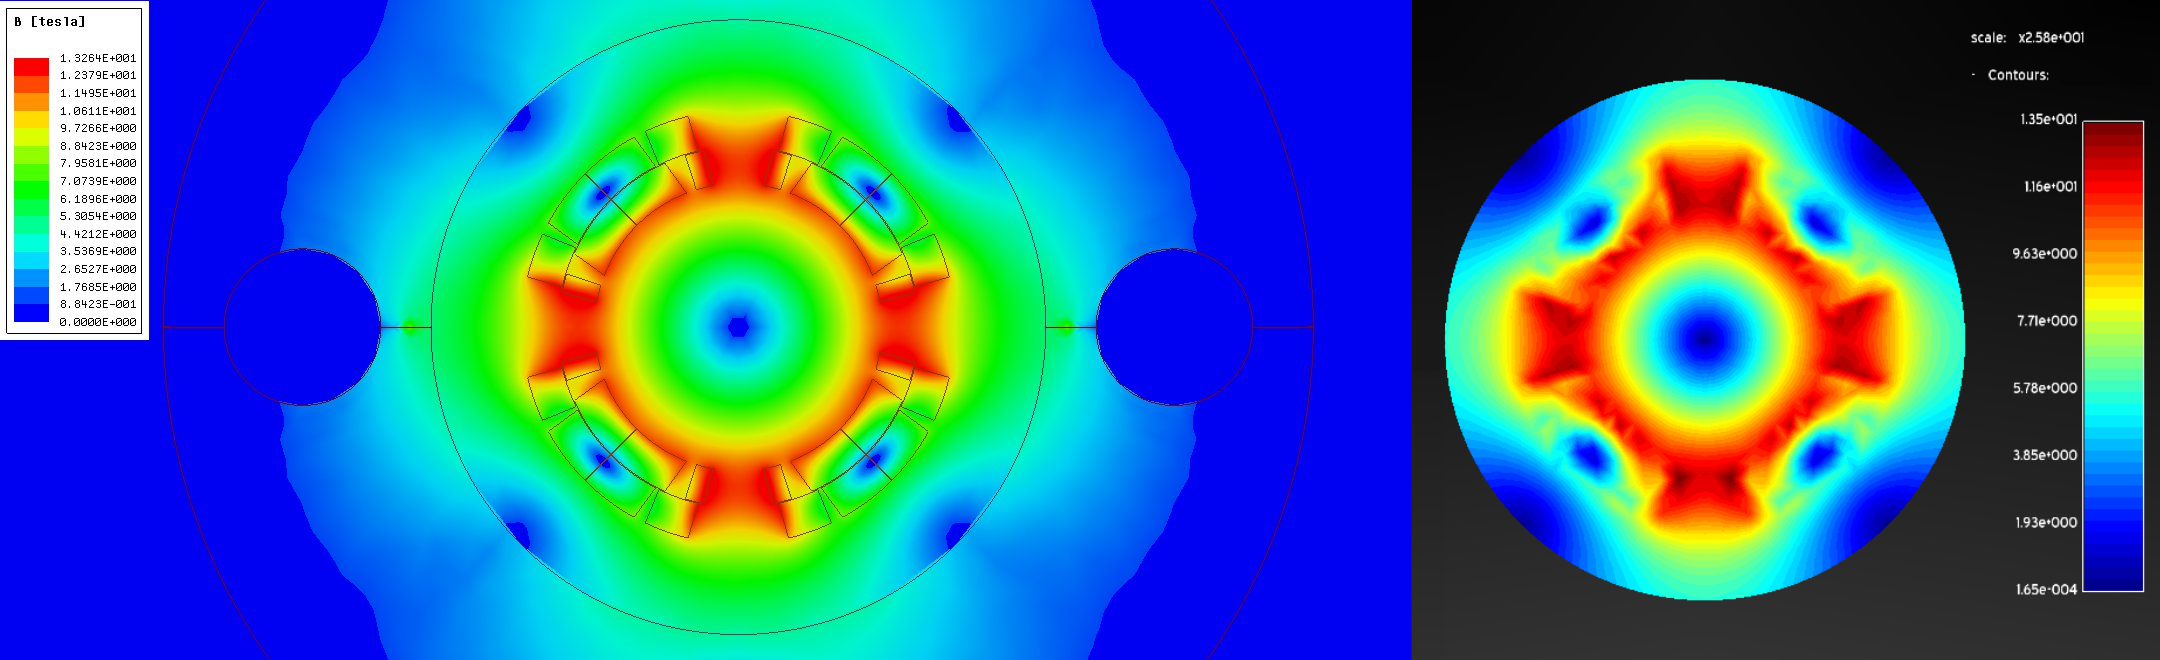 B [tesla]
1.3264E+001
1.2379E+001
1.1495E+001
1.0611E+001
9.7266E+000
8.8423E+000
7.9581E+000
7.0739E+000
6.1896E+000
5.3054E+000
4.4212E+000
3.5369E+000
2.6527E+000
1.7685E+000
8.8423E-001
0.0000E+000
scale: x2.58e+001
- Contours:
1.35e+001
1.16e+001
9.63e+000
7.71e+000
5.78e+000
3.85e+000
1.93e+000
1.65e-004